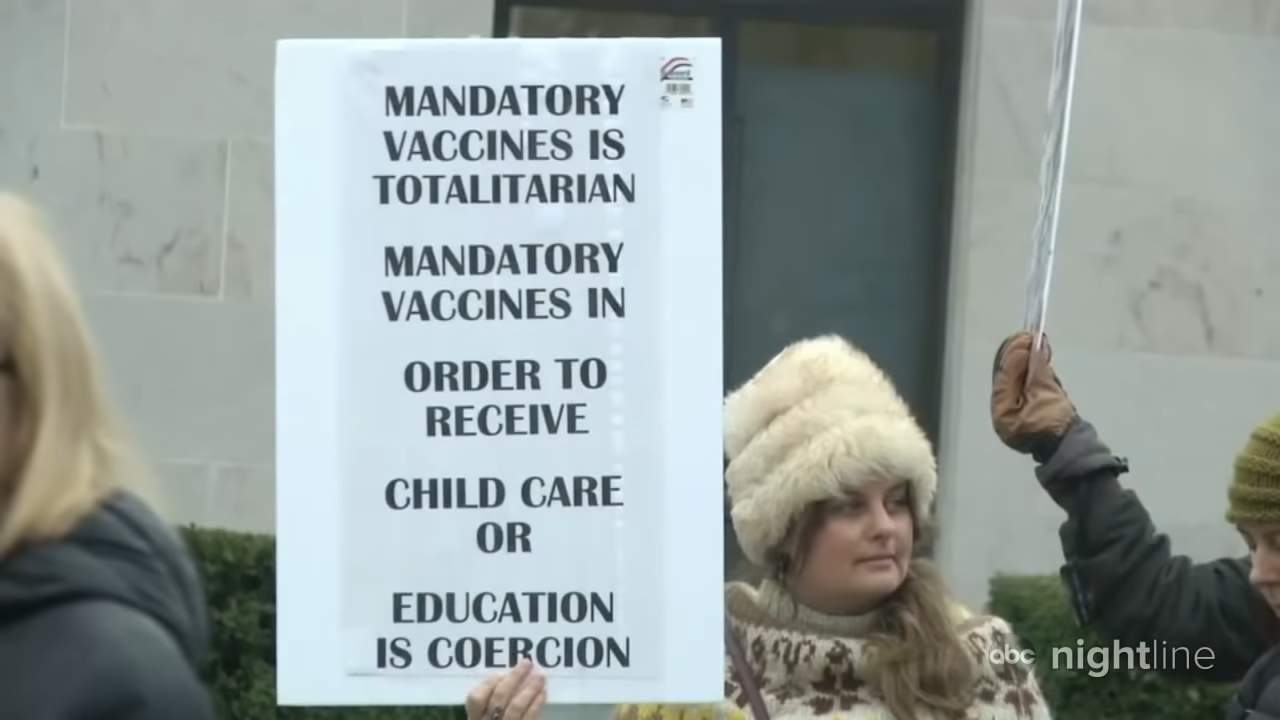 MANDATORY
VACCINES IS
TOTALITARIAN
MANDATORY
VACCINES IN
ORDER TO
RECEIVE
CHILD CARE
OR
EDUCATION
IS COERCION
abc nightline